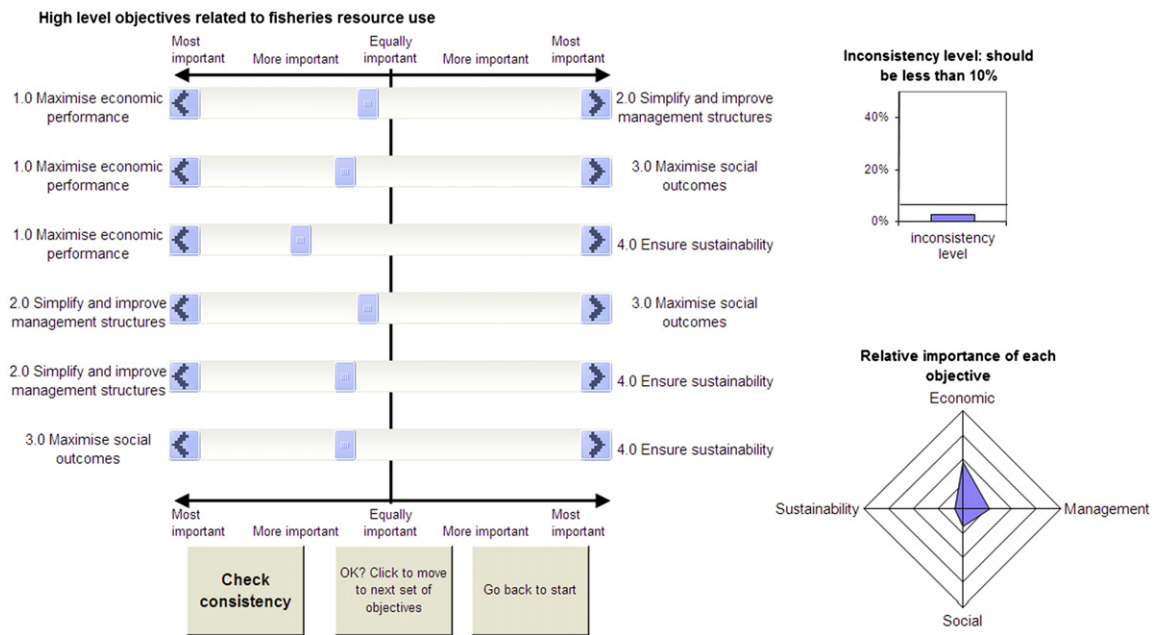 High level objectives related to fisheries resource use
Most
important
More important
Equally
important
More important
Most
important
1.0 Maximise economic
performance
2.0 Simplify and improve
management structures
1.0 Maximise economic
performance
3.0 Maximise social
outcomes
1.0 Maximise economic
performance
4.0 Ensure sustainability
2.0 Simplify and improve
management structures
3.0 Maximise social
outcomes
2.0 Simplify and improve
management structures
4.0 Ensure sustainability
3.0 Maximise social
outcomes
4.0 Ensure sustainability
Most
important
More important
Equally
important
More important
Most
important
Check
consistency
OK? Click to move
to next set of
objectives
Go back to start
Inconsistency level: should
be less than 10%
40%
20%
0%
inconsistency
level
Relative importance of each
objective
Economic
Sustainability
Management
Social